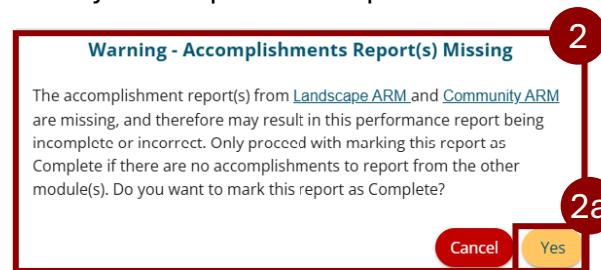 2
Warning - Accomplishments Report(s) Missing
The accomplishment report(s) from Landscape ARM and Community ARM
are missing, and therefore may result in this performance report being
incomplete or incorrect. Only proceed with marking this report as
Complete if there are no accomplishments to report from the other
module(s). Do you want to mark this report as Complete?
2a
Cancel Yes